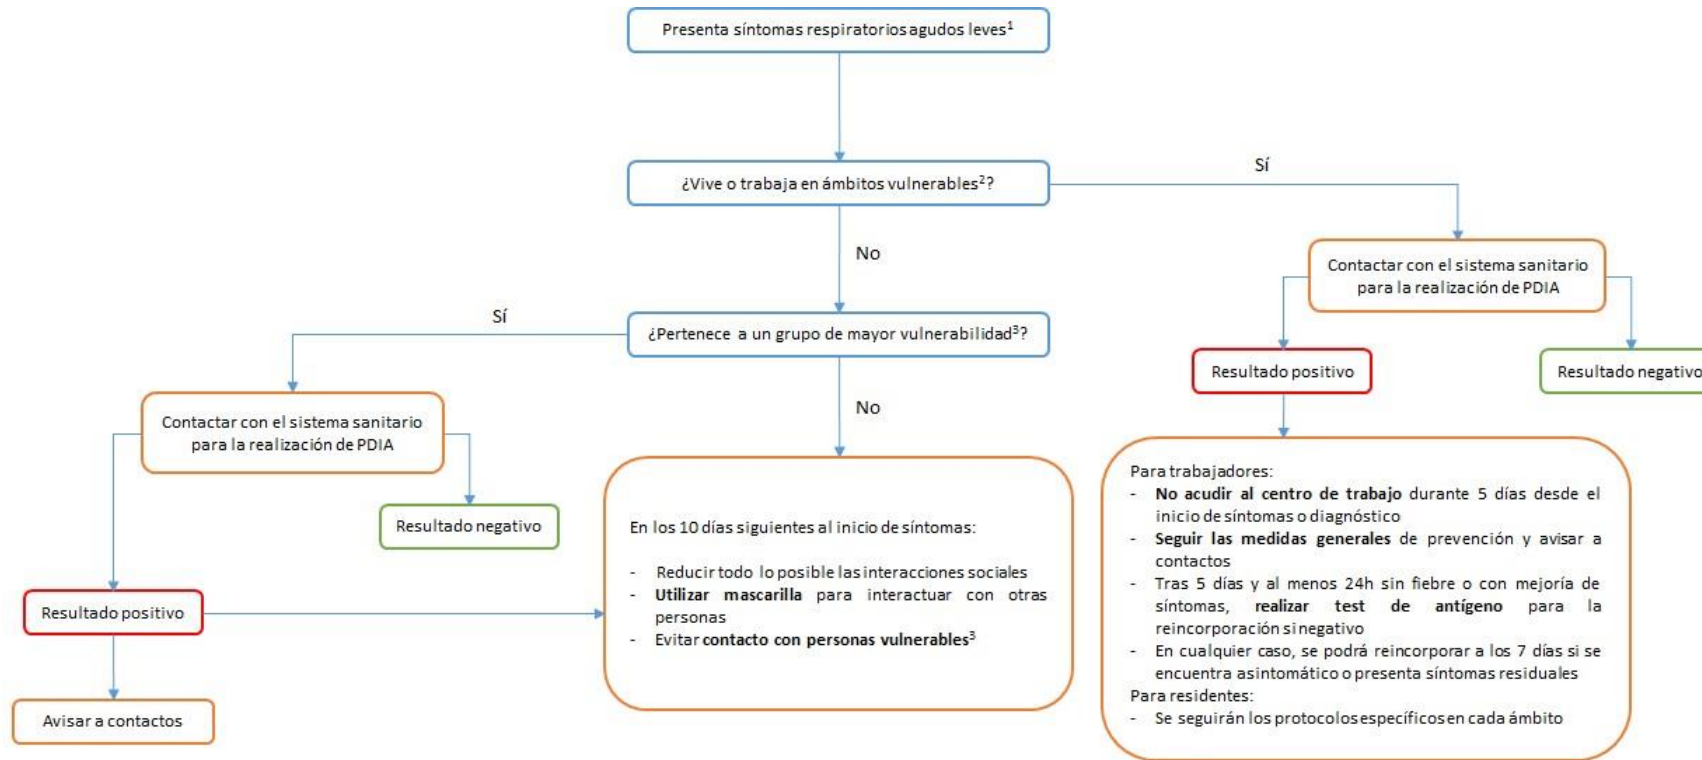 Presenta síntomas respiratorios agudos leves¹
¿Vive o trabaja en ámbitos vulnerables²?
Sí
No
Contactar con el sistema sanitario
para la realización de PDIA
Sí
¿Pertenece a un grupo de mayor vulnerabilidad³?
Resultado positivo
Resultado negativo
No
Contactar con el sistema sanitario
para la realización de PDIA
Resultado negativo
Resultado positivo
Avisar a contactos
En los 10 días siguientes al inicio de síntomas:
- Reducir todo lo posible las interacciones sociales
- Utilizar mascarilla para interactuar con otras
personas
- Evitar contacto con personas vulnerables³
Para trabajadores:
- No acudir al centro de trabajo durante 5 días desde el
inicio de síntomas o diagnóstico
- Seguir las medidas generales de prevención y avisar a
contactos
- Tras 5 días y al menos 24h sin fiebre o con mejoría de
síntomas, realizar test de antígeno para la
reincorporación si negativo
- En cualquier caso, se podrá reincorporar a los 7 días si se
encuentra asintomático o presenta síntomas residuales
Para residentes:
- Se seguirán los protocolos específicos en cada ámbito